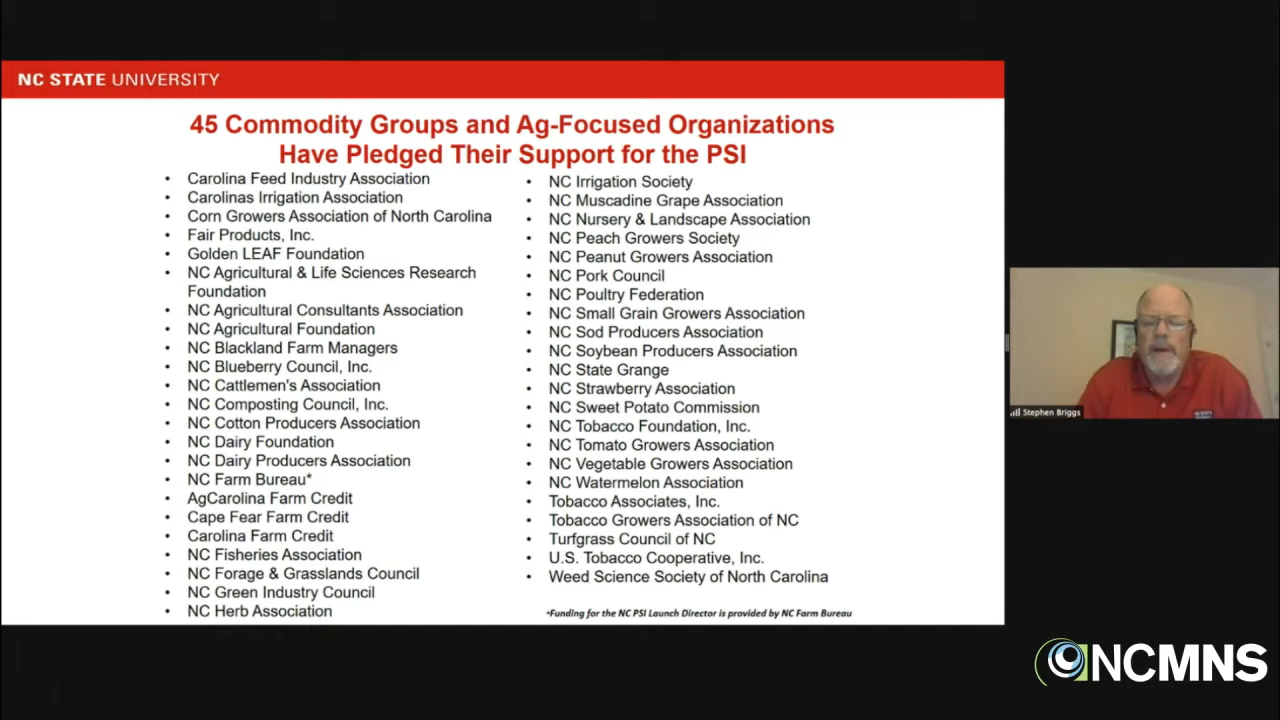 NC STATE UNIVERSITY
45 Commodity Groups and Ag-Focused Organizations
Have Pledged Their Support for the PSI
• Carolina Feed Industry Association
• Carolinas Irrigation Association
• Corn Growers Association of North Carolina
• Fair Products, Inc.
• Golden LEAF Foundation
• NC Agricultural & Life Sciences Research
Foundation
• NC Agricultural Consultants Association
• NC Agricultural Foundation
• NC Blackland Farm Managers
• NC Blueberry Council, Inc.
• NC Cattlemen's Association
• NC Composting Council, Inc.
• NC Cotton Producers Association
• NC Dairy Foundation
• NC Dairy Producers Association
• NC Farm Bureau*
• AgCarolina Farm Credit
• Cape Fear Farm Credit
• Carolina Farm Credit
• NC Fisheries Association
• NC Forage & Grasslands Council
• NC Green Industry Council
• NC Herb Association
• NC Irrigation Society
• NC Muscadine Grape Association
• NC Nursery & Landscape Association
• NC Peach Growers Society
• NC Peanut Growers Association
• NC Pork Council
• NC Poultry Federation
• NC Small Grain Growers Association
• NC Sod Producers Association
• NC Soybean Producers Association
• NC State Grange
• NC Strawberry Association
• NC Sweet Potato Commission
• NC Tobacco Foundation, Inc.
• NC Tomato Growers Association
• NC Vegetable Growers Association
• NC Watermelon Association
• Tobacco Associates, Inc.
• Tobacco Growers Association of NC
• Turfgrass Council of NC
• U.S. Tobacco Cooperative, Inc.
• Weed Science Society of North Carolina
*Funding for the NC PSI Launch Director is provided by NC Farm Bureau
Stephen Briggs
NCMNS